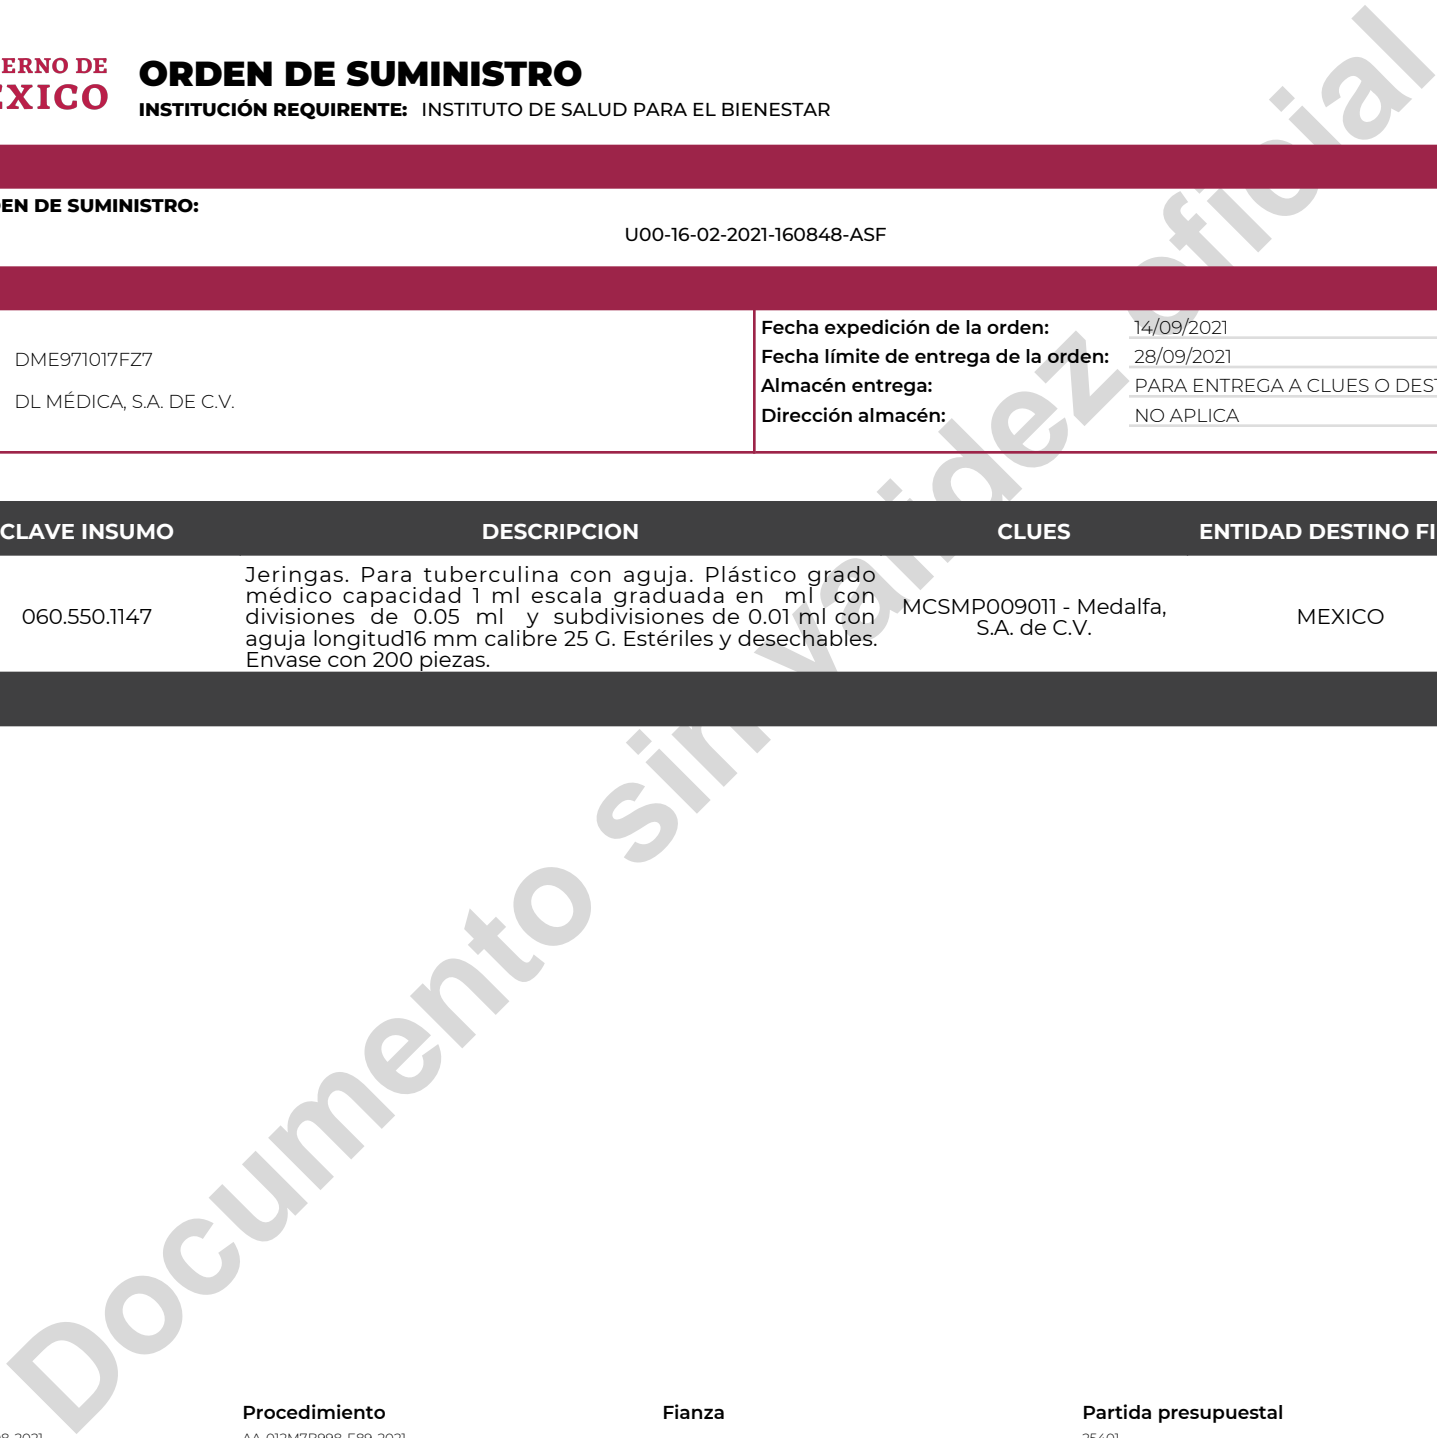 ERNO DE
EXICO
ORDEN DE SUMINISTRO
INSTITUCIÓN REQUIRENTE: INSTITUTO DE SALUD PARA EL BIENESTAR
EN DE SUMINISTRO:
U00-16-02-2021-160848-ASF
DME971017FZ7
DL MÉDICA, S.A. DE C.V.
Fecha expedición de la orden: 14/09/2021
Fecha límite de entrega de la orden: 28/09/2021
Almacén entrega: PARA ENTREGA A CLUES O DEST
Dirección almacén: NO APLICA
CLAVE INSUMO DESCRIPCION CLUES ENTIDAD DESTINO FI
060.550.1147
Jeringas. Para tuberculina con aguja. Plástico grado
médico capacidad 1 ml escala graduada en ml con
divisiones de 0.05 ml y subdivisiones de 0.01 ml con
aguja longitud16 mm calibre 25 G. Estériles y desechables.
Envase con 200 piezas.
MCSMP009011 - Medalfa,
S.A. de C.V.
MEXICO
Documento sin validez oficial
Procedimiento Fianza Partida presupuestal